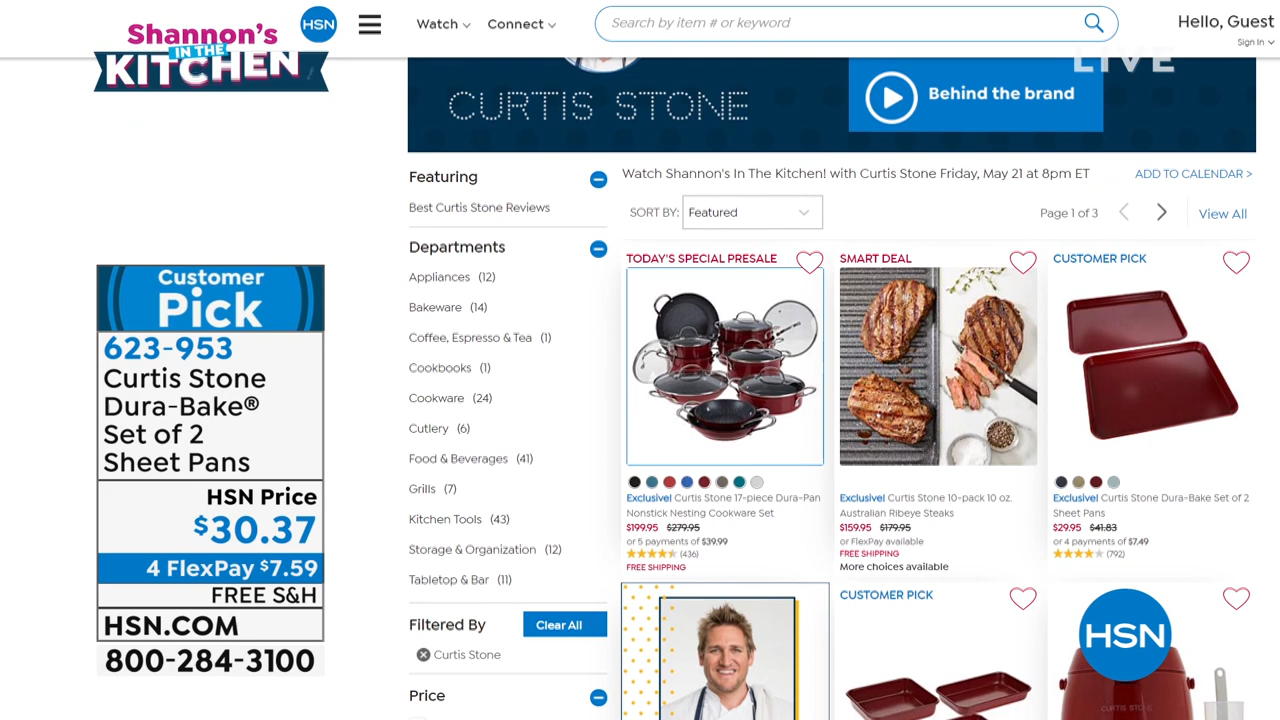 Shannon's
IN THE
KITCHEN
HSN
Watch
Connect
Search by item # or keyword
Hello, Guest
Sign In
LIVE
CURTIS STONE
Behind the brand
Customer
Pick
623-953
Curtis Stone
Dura-Bake®
Set of 2
Sheet Pans
HSN Price
$30.37
4 FlexPay $7.59
FREE S&H
HSN.COM
800-284-3100
Featuring
Best Curtis Stone Reviews
Departments
Appliances (12)
Bakeware (14)
Coffee, Espresso & Tea (1)
Cookbooks (1)
Cookware (24)
Cutlery (6)
Food & Beverages (41)
Grills (7)
Kitchen Tools (43)
Storage & Organization (12)
Tabletop & Bar (11)
Filtered By
Clear All
Curtis Stone
Price
Watch Shannon's In The Kitchen! with Curtis Stone Friday, May 21 at 8pm ET
ADD TO CALENDAR >
SORT BY: Featured
Page 1 of 3
View All
TODAY'S SPECIAL PRESALE
Exclusive! Curtis Stone 17-piece Dura-Pan
Nonstick Nesting Cookware Set
$199.95 $279.95
or 5 payments of $39.99
(436)
FREE SHIPPING
SMART DEAL
Exclusive! Curtis Stone 10-pack 10 oz.
Australian Ribeye Steaks
$159.95 $179.95
or FlexPay available
FREE SHIPPING
More choices available
CUSTOMER PICK
Exclusive! Curtis Stone Dura-Bake Set of 2
Sheet Pans
$29.95 $41.83
or 4 payments of $7.49
(792)
CUSTOMER PICK
HSN
CURTIS STONE